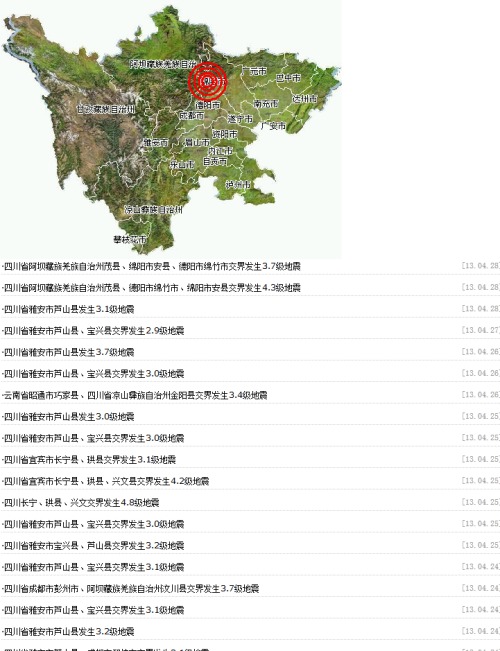 阿坝藏族羌族自治
广元市
巴中市
绵阳市
甘孜藏族自治州
德阳市
南充市
达州市
成都市
遂宁市
广安市
资阳市
雅安市
眉山市
内江市
乐山市
自贡市
泸州市
凉山彝族自治州
攀枝花市
·四川省阿坝藏族羌族自治州茂县、绵阳市安县、德阳市绵竹市交界发生3.7级地震 [13.04.28]
·四川省阿坝藏族羌族自治州茂县、德阳市绵竹市、绵阳市安县交界发生4.3级地震 [13.04.28]
·四川省雅安市芦山县发生3.1级地震 [13.04.28]
·四川省雅安市芦山县、宝兴县交界发生2.9级地震 [13.04.27]
·四川省雅安市芦山县发生3.7级地震 [13.04.26]
·四川省雅安市芦山县、宝兴县交界发生3.0级地震 [13.04.26]
·云南省昭通市巧家县、四川省凉山彝族自治州金阳县交界发生3.4级地震 [13.04.26]
·四川省雅安市芦山县发生3.0级地震 [13.04.25]
·四川省雅安市芦山县、宝兴县交界发生3.0级地震 [13.04.25]
·四川省宜宾市长宁县、珙县交界发生3.1级地震 [13.04.25]
·四川省宜宾市长宁县、珙县、兴文县交界发生4.2级地震 [13.04.25]
·四川长宁、珙县、兴文交界发生4.8级地震 [13.04.25]
·四川省雅安市芦山县、宝兴县交界发生3.0级地震 [13.04.25]
·四川省雅安市宝兴县、芦山县交界发生3.2级地震 [13.04.25]
·四川省雅安市芦山县、宝兴县交界发生3.1级地震 [13.04.24]
·四川省成都市彭州市、阿坝藏族羌族自治州汶川县交界发生3.7级地震 [13.04.24]
·四川省雅安市芦山县、宝兴县交界发生3.1级地震 [13.04.24]
·四川省雅安市芦山县发生3.2级地震 [13.04.24]